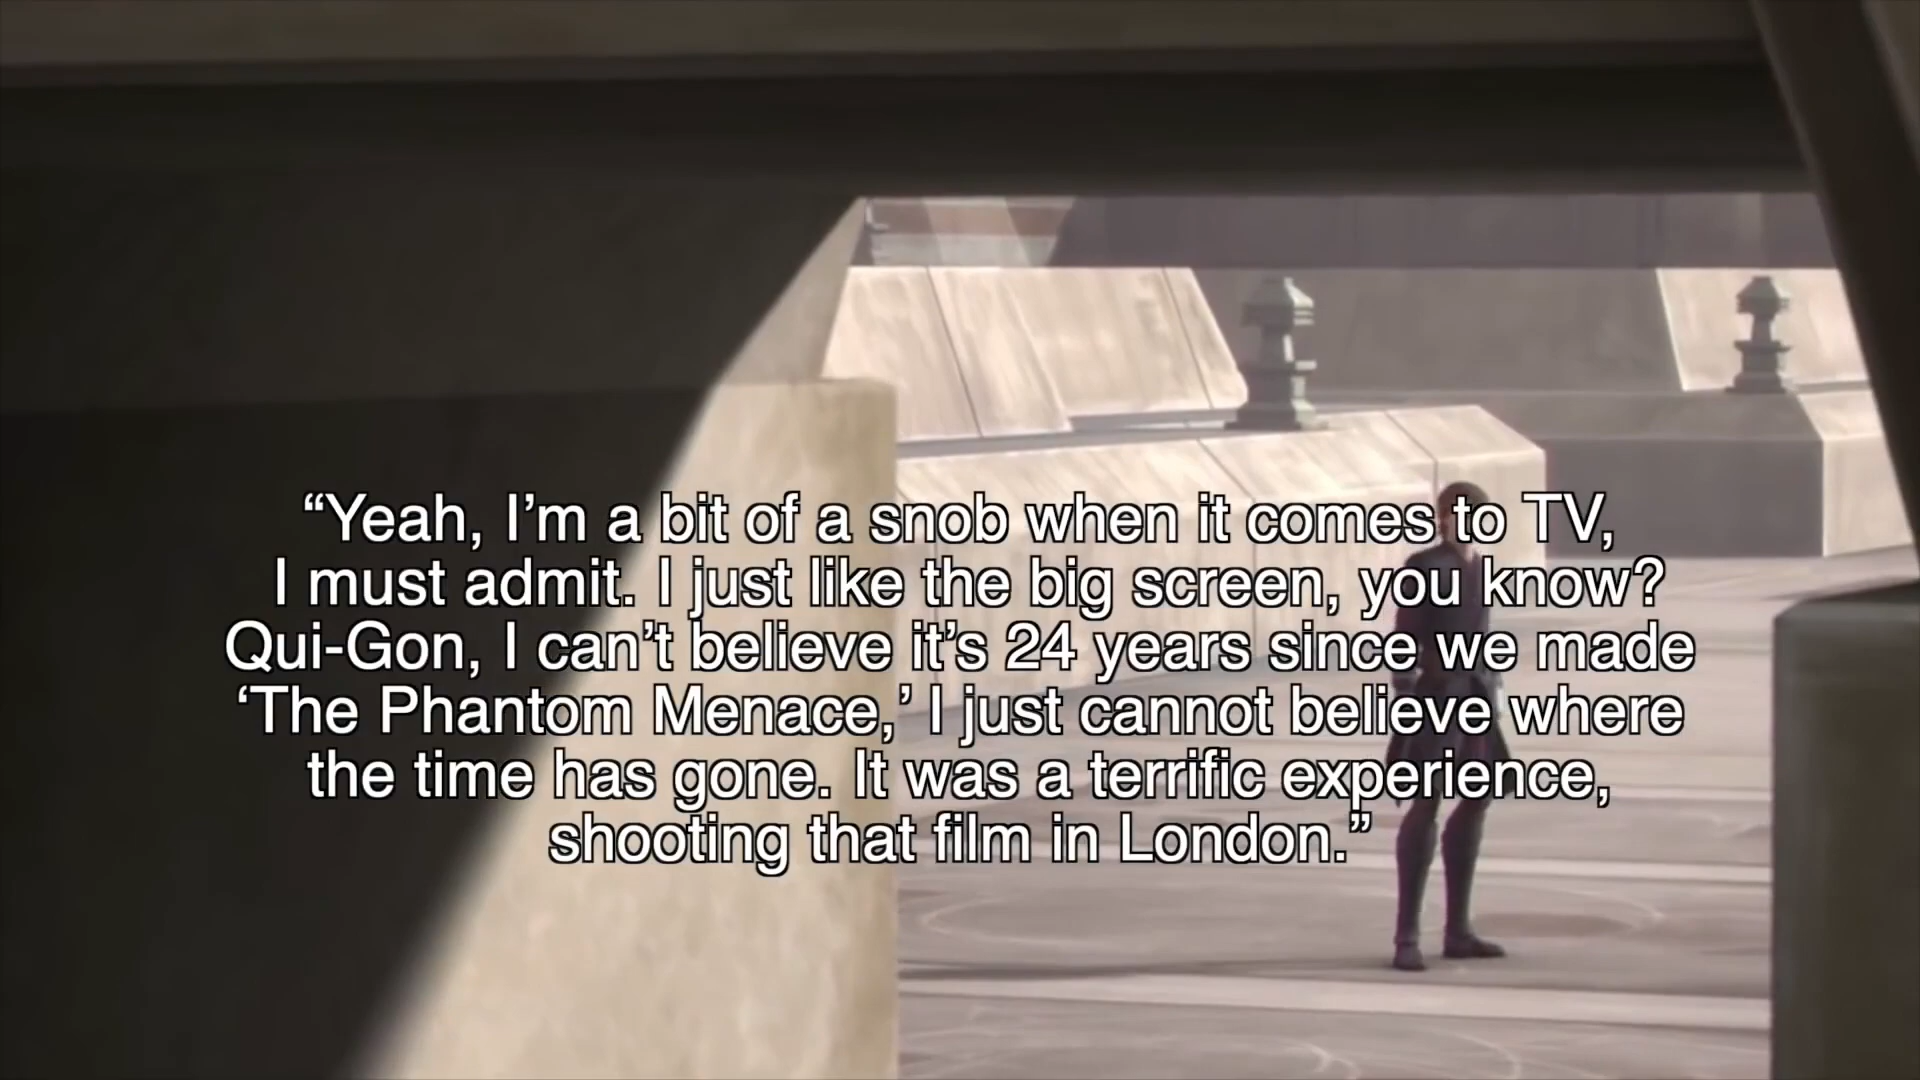 “Yeah, I’m a bit of a snob when it comes to TV,
I must admit. I just like the big screen, you know?
Qui-Gon, I can’t believe it’s 24 years since we made
‘The Phantom Menace,’ I just cannot believe where
the time has gone. It was a terrific experience,
shooting that film in London.”